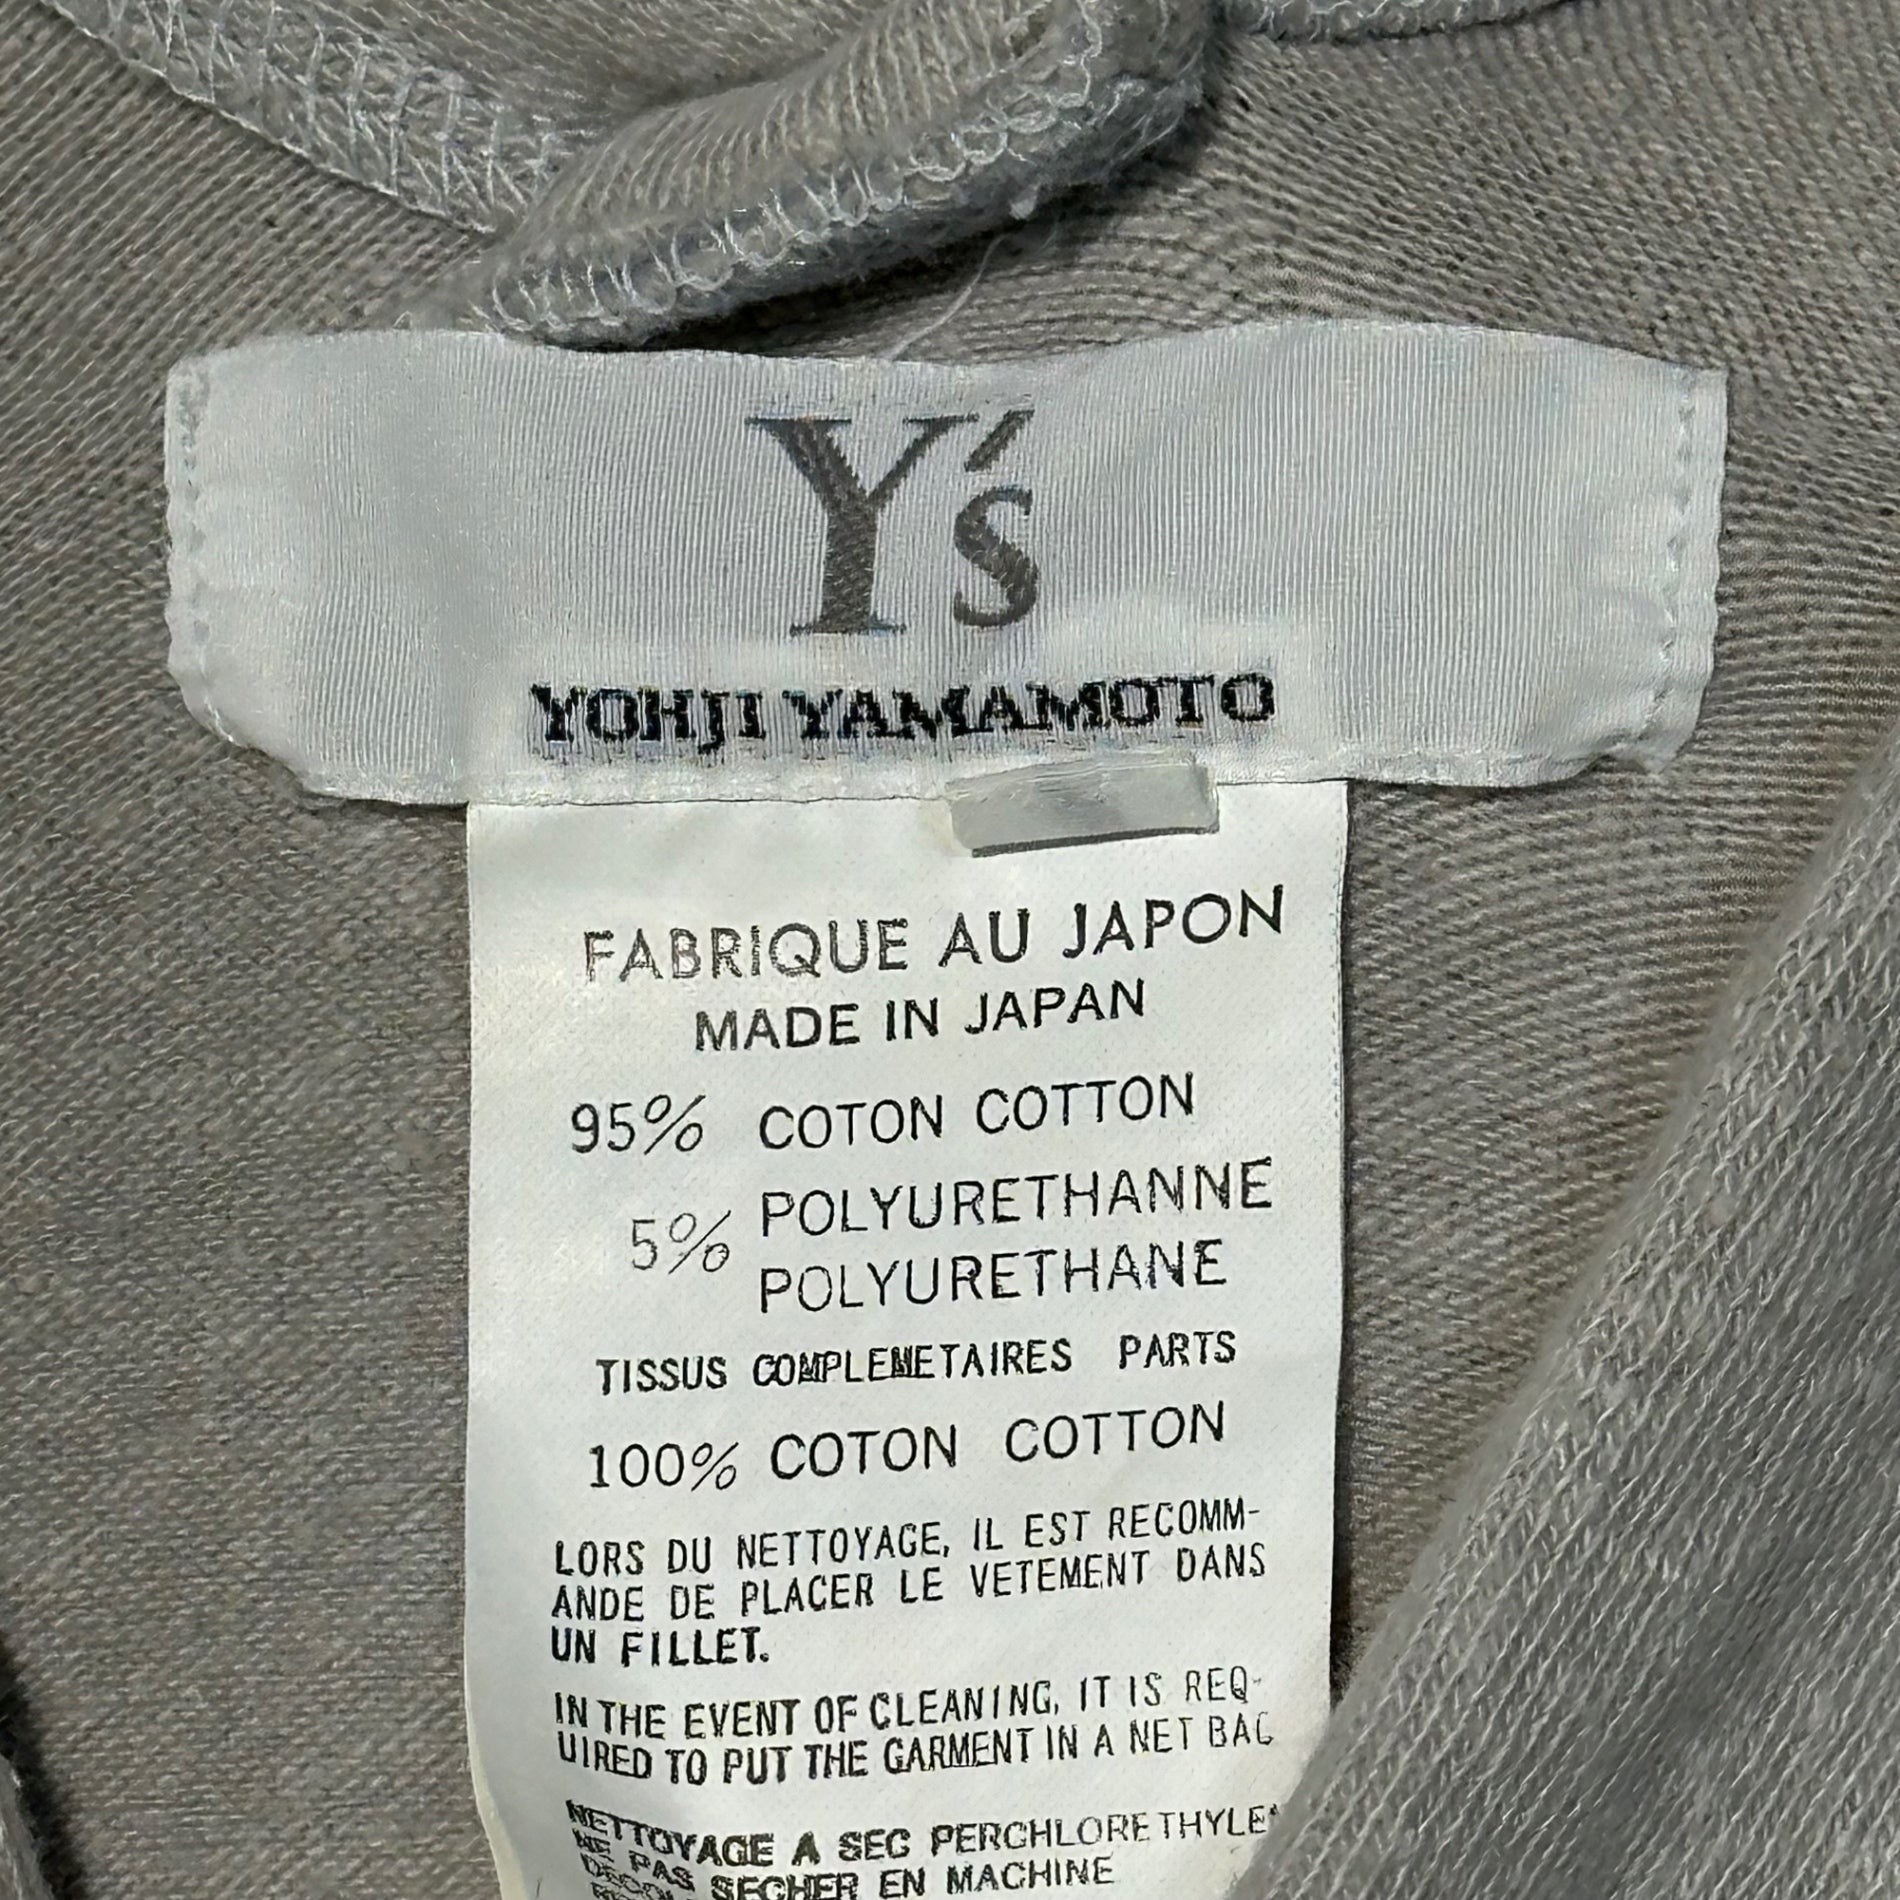 Y's
YOHJI YAMAMOTO
FABRIQUE AU JAPON
MADE IN JAPAN
95% COTON COTTON
5% POLYURETHANNE
POLYURETHANE
TISSUS COMPLEMETAIRES PARTS
100% COTON COTTON
LORS DU NETTOYAGE, IL EST RECOMM-
ANDE DE PLACER LE VETEMENT DANS
UN FILLET.
IN THE EVENT OF CLEANING, IT IS REQ-
UIRED TO PUT THE GARMENT IN A NET BAG
NETTOYAGE A SEC PERCHLORETHYLE
NE, PAS SECHER EN MACHINE